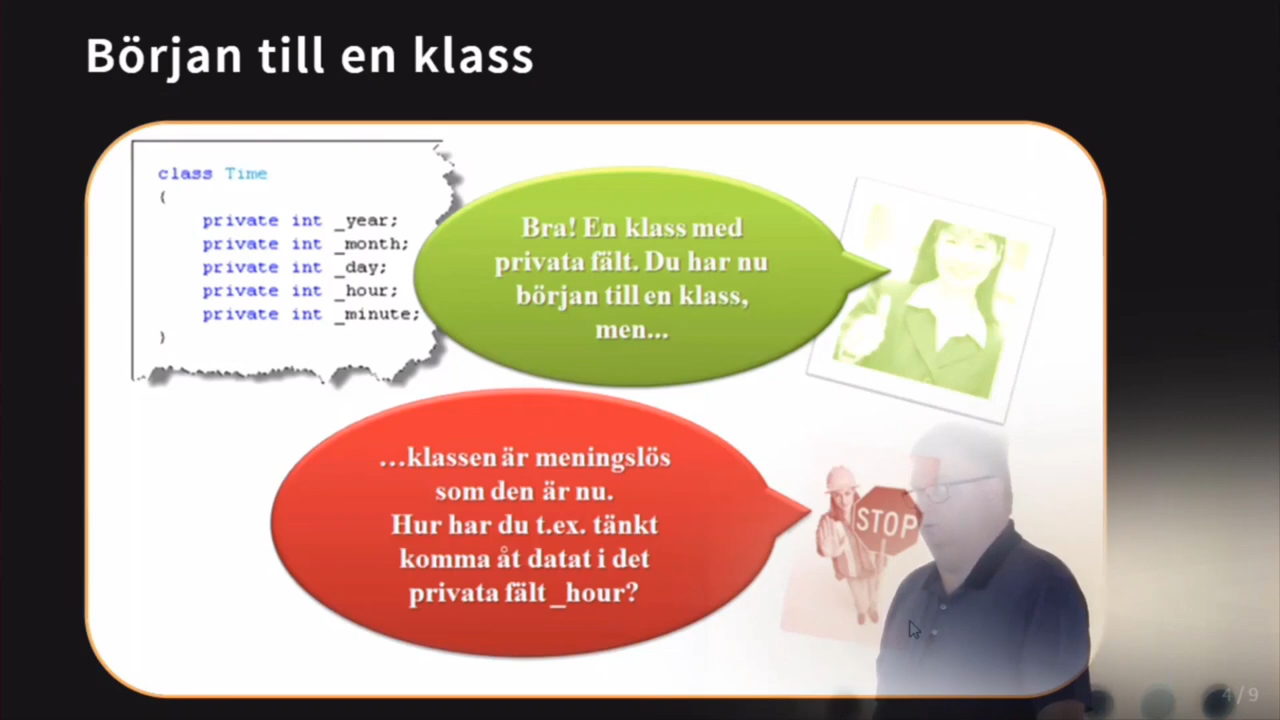 Början till en klass
class Time
{
private int _year;
private int _month;
private int _day;
private int _hour;
private int _minute;
}
Bra! En klass med
privata fält. Du har nu
början till en klass,
men...
...klassen är meningslös
som den är nu.
Hur har du t.ex. tänkt
komma åt datat i det
privata fält _hour?
STOP
4 / 9